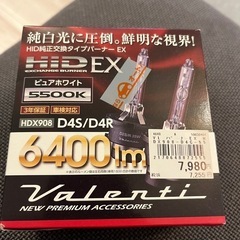 純白光に圧倒。鮮明な視界!
HID純正交換タイプバーナー EX
HID EX
EXCHANGE BURNER
ピュアホワイト
5500K
3年保証
車検対応
HDX908 D4S/D4R
6400lm
7,980
7,255
Valenti
NEW PREMIUM ACCESSORIES